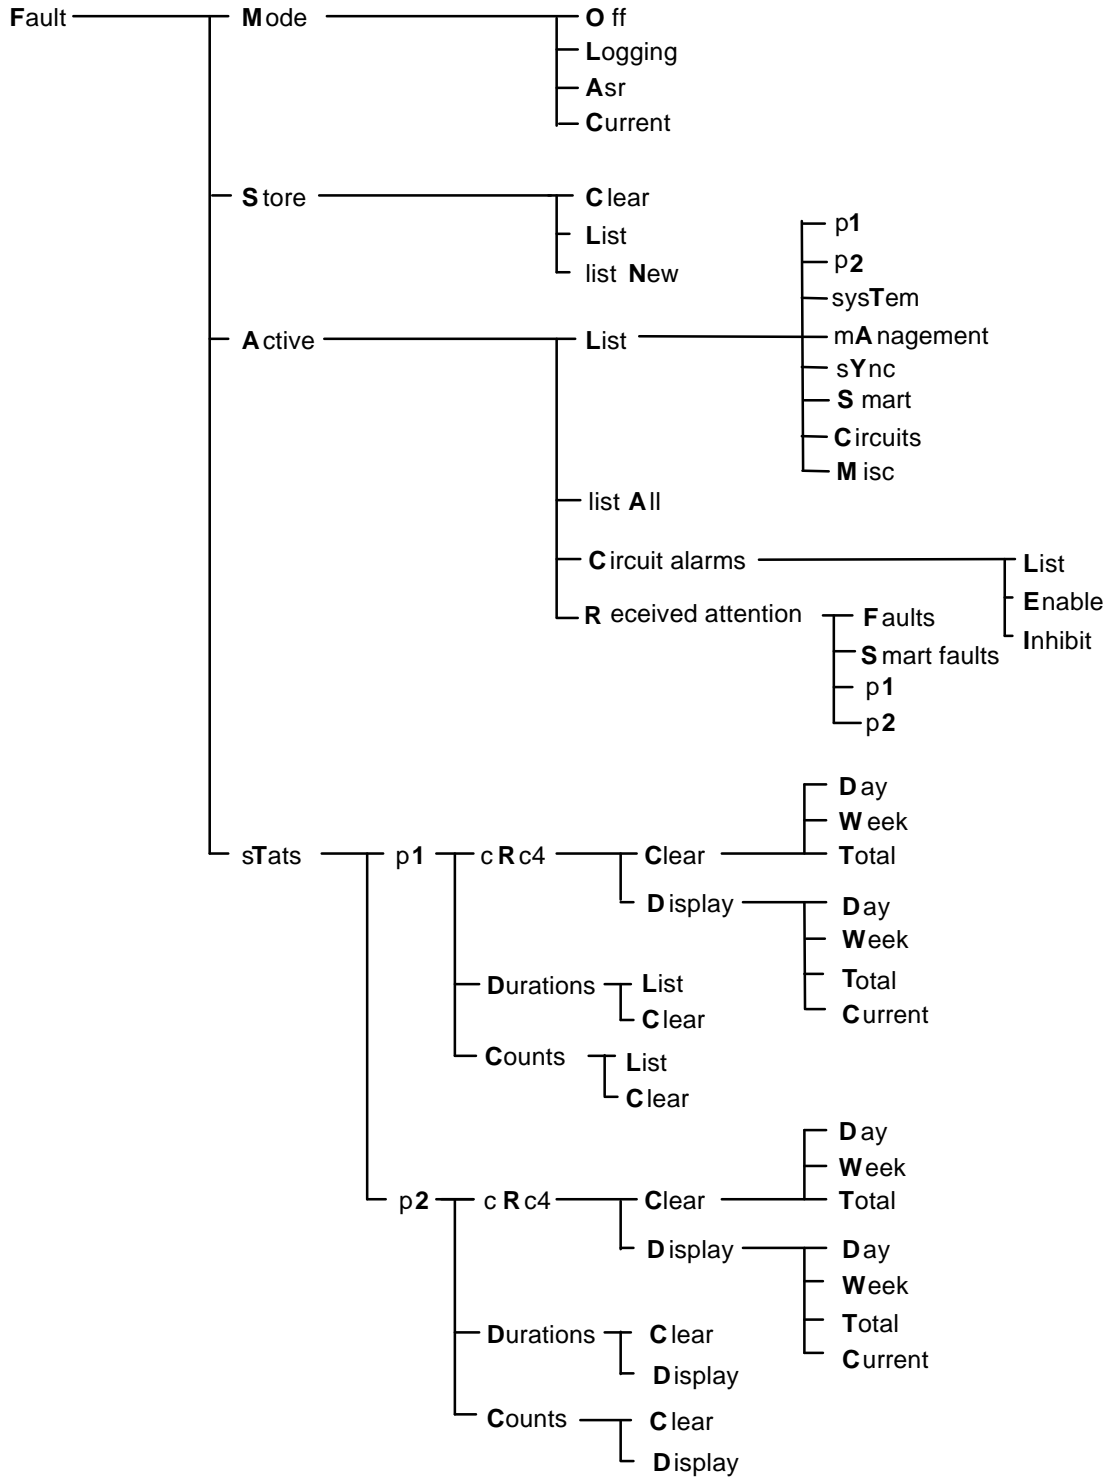 Fault
Mode
Off
Logging
Asr
Current
Store
Clear
List
list New
Active
List
p1
p2
sysTem
mAnagement
sYnc
Smart
Circuits
Misc
list All
Circuit alarms
List
Enable
Inhibit
Received attention
Faults
Smart faults
p1
p2
sTats
p1
cRc4
Clear
Day
Week
Total
Display
Day
Week
Total
Current
Durations
List
Clear
Counts
List
Clear
p2
cRc4
Clear
Day
Week
Total
Display
Day
Week
Total
Current
Durations
Clear
Display
Counts
Clear
Display